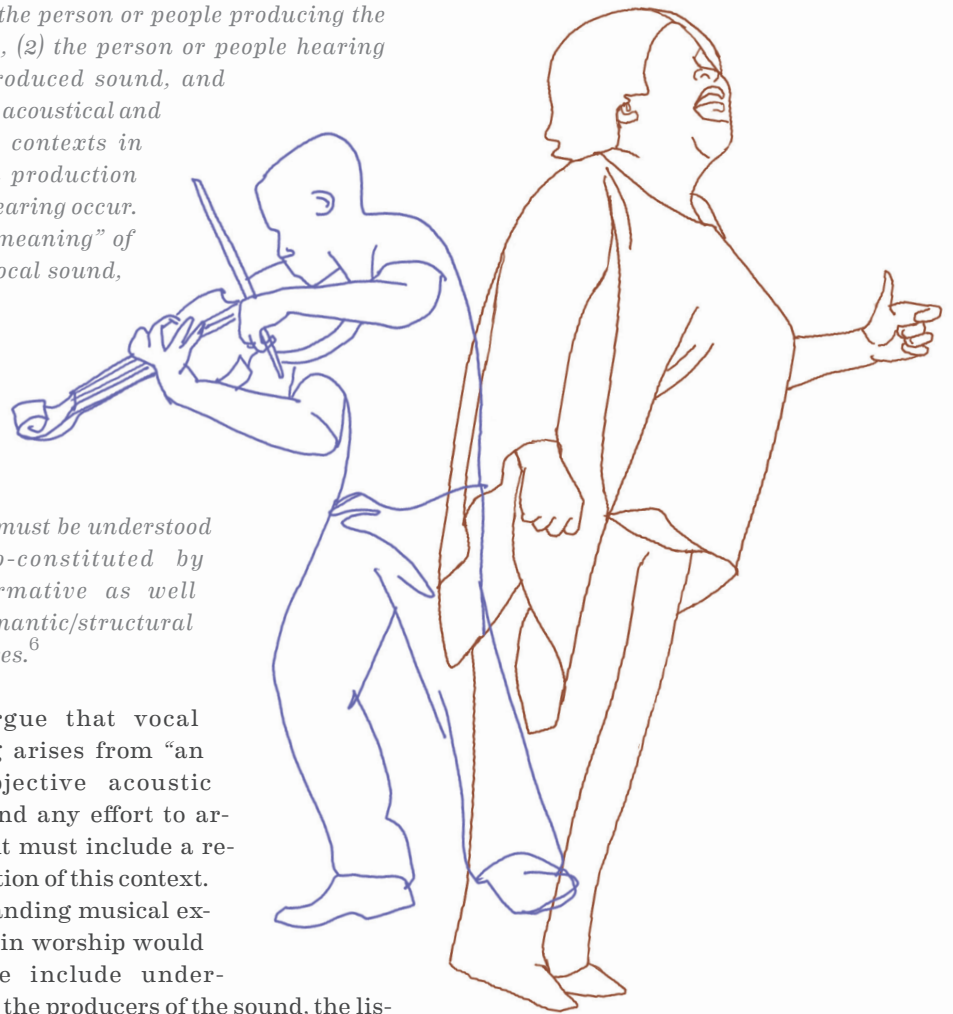 the person or people producing the
, (2) the person or people hearing
roduced sound, and
acoustical and
contexts in
production
earing occur.
meaning” of
ocal sound,
must be understood
o-constituted by
rmative as well
mantic/structural
es.6
rgue that vocal
g arises from “an
bjective acoustic
nd any effort to ar-
it must include a re-
tion of this context.
anding musical ex-
in worship would
e include under-
the producers of the sound, the lis-